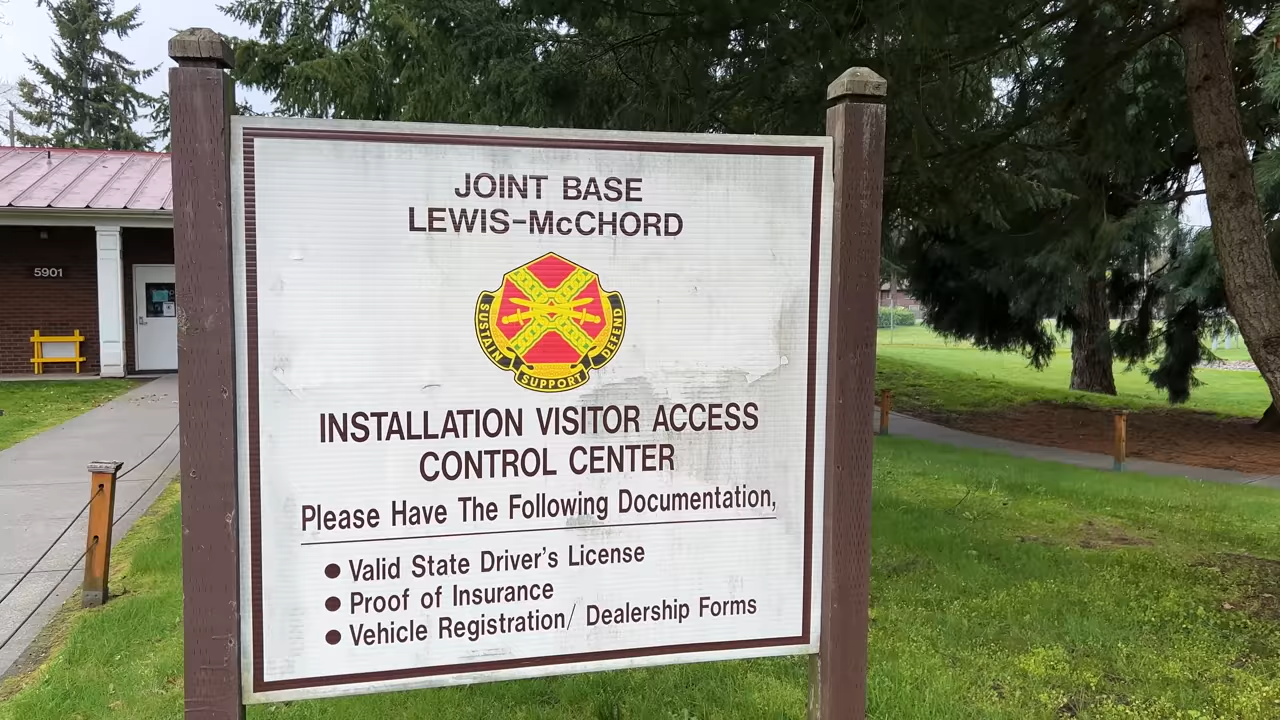 JOINT BASE
LEWIS-McCHORD
SUSTAIN
SUPPORT
DEFEND
INSTALLATION VISITOR ACCESS
CONTROL CENTER
Please Have The Following Documentation,
● Valid State Driver's License
● Proof of Insurance
● Vehicle Registration/ Dealership Forms
5901